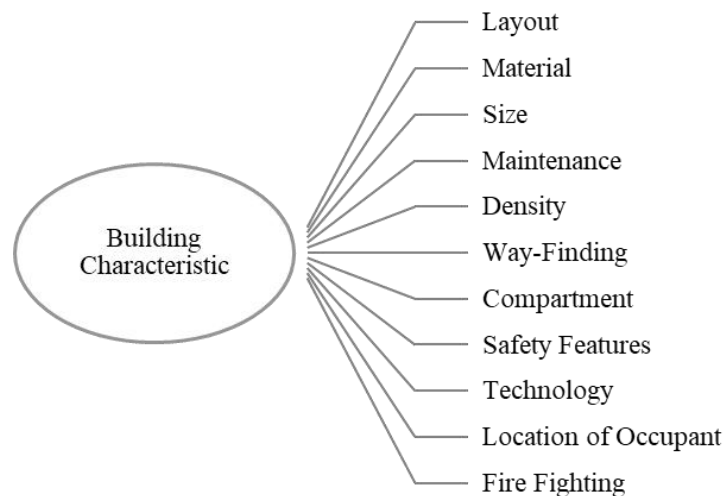 Building
Characteristic
Layout
Material
Size
Maintenance
Density
Way-Finding
Compartment
Safety Features
Technology
Location of Occupant
Fire Fighting